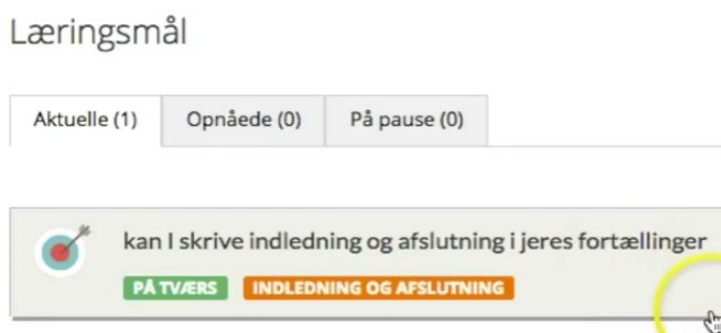 Læringsmål
Aktuelle (1) Opnåede (0) På pause (0)
kan I skrive indledning og afslutning i jeres fortællinger
PÅ TVÆRS INDLEDNING OG AFSLUTNING